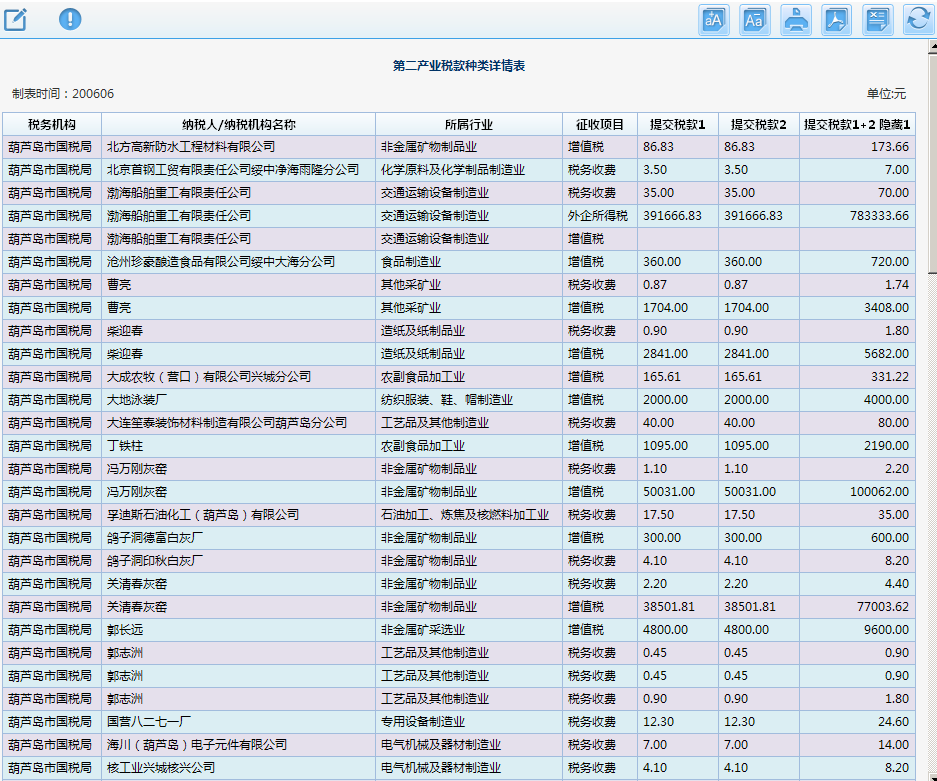 第二产业税款种类详情表
制表时间：200606 单位:元
税务机构 纳税人/纳税机构名称 所属行业 征收项目 提交税款1 提交税款2 提交税款1+2 隐藏1
葫芦岛市国税局 北方高新防水工程材料有限公司 非金属矿物制品业 增值税 86.83 86.83 173.66
葫芦岛市国税局 北京首钢工贸有限责任公司绥中净海雨隆分公司 化学原料及化学制品制造业 税务收费 3.50 3.50 7.00
葫芦岛市国税局 渤海船舶重工有限责任公司 交通运输设备制造业 税务收费 35.00 35.00 70.00
葫芦岛市国税局 渤海船舶重工有限责任公司 交通运输设备制造业 外企所得税 391666.83 391666.83 783333.66
葫芦岛市国税局 渤海船舶重工有限责任公司 交通运输设备制造业 增值税
葫芦岛市国税局 沧州珍豪酿造食品有限公司绥中大海分公司 食品制造业 增值税 360.00 360.00 720.00
葫芦岛市国税局 曹亮 其他采矿业 税务收费 0.87 0.87 1.74
葫芦岛市国税局 曹亮 其他采矿业 增值税 1704.00 1704.00 3408.00
葫芦岛市国税局 柴迎春 造纸及纸制品业 税务收费 0.90 0.90 1.80
葫芦岛市国税局 柴迎春 造纸及纸制品业 增值税 2841.00 2841.00 5682.00
葫芦岛市国税局 大成农牧（营口）有限公司兴城分公司 农副食品加工业 增值税 165.61 165.61 331.22
葫芦岛市国税局 大地泳装厂 纺织服装、鞋、帽制造业 增值税 2000.00 2000.00 4000.00
葫芦岛市国税局 大连笙泰装饰材料制造有限公司葫芦岛分公司 工艺品及其他制造业 税务收费 40.00 40.00 80.00
葫芦岛市国税局 丁铁柱 农副食品加工业 增值税 1095.00 1095.00 2190.00
葫芦岛市国税局 冯万刚灰窑 非金属矿物制品业 税务收费 1.10 1.10 2.20
葫芦岛市国税局 冯万刚灰窑 非金属矿物制品业 增值税 50031.00 50031.00 100062.00
葫芦岛市国税局 孚迪斯石油化工（葫芦岛）有限公司 石油加工、炼焦及核燃料加工业 税务收费 17.50 17.50 35.00
葫芦岛市国税局 鸽子洞德富白灰厂 非金属矿物制品业 增值税 300.00 300.00 600.00
葫芦岛市国税局 鸽子洞印秋白灰厂 非金属矿物制品业 税务收费 4.10 4.10 8.20
葫芦岛市国税局 关清春灰窑 非金属矿物制品业 税务收费 2.20 2.20 4.40
葫芦岛市国税局 关清春灰窑 非金属矿物制品业 增值税 38501.81 38501.81 77003.62
葫芦岛市国税局 郭长远 非金属矿采选业 增值税 4800.00 4800.00 9600.00
葫芦岛市国税局 郭志洲 工艺品及其他制造业 税务收费 0.45 0.45 0.90
葫芦岛市国税局 郭志洲 工艺品及其他制造业 税务收费 0.45 0.45 0.90
葫芦岛市国税局 郭志洲 工艺品及其他制造业 税务收费 0.90 0.90 1.80
葫芦岛市国税局 国营八二七一厂 专用设备制造业 税务收费 12.30 12.30 24.60
葫芦岛市国税局 海川（葫芦岛）电子元件有限公司 电气机械及器材制造业 税务收费 7.00 7.00 14.00
葫芦岛市国税局 核工业兴城核兴公司 电气机械及器材制造业 税务收费 4.10 4.10 8.20